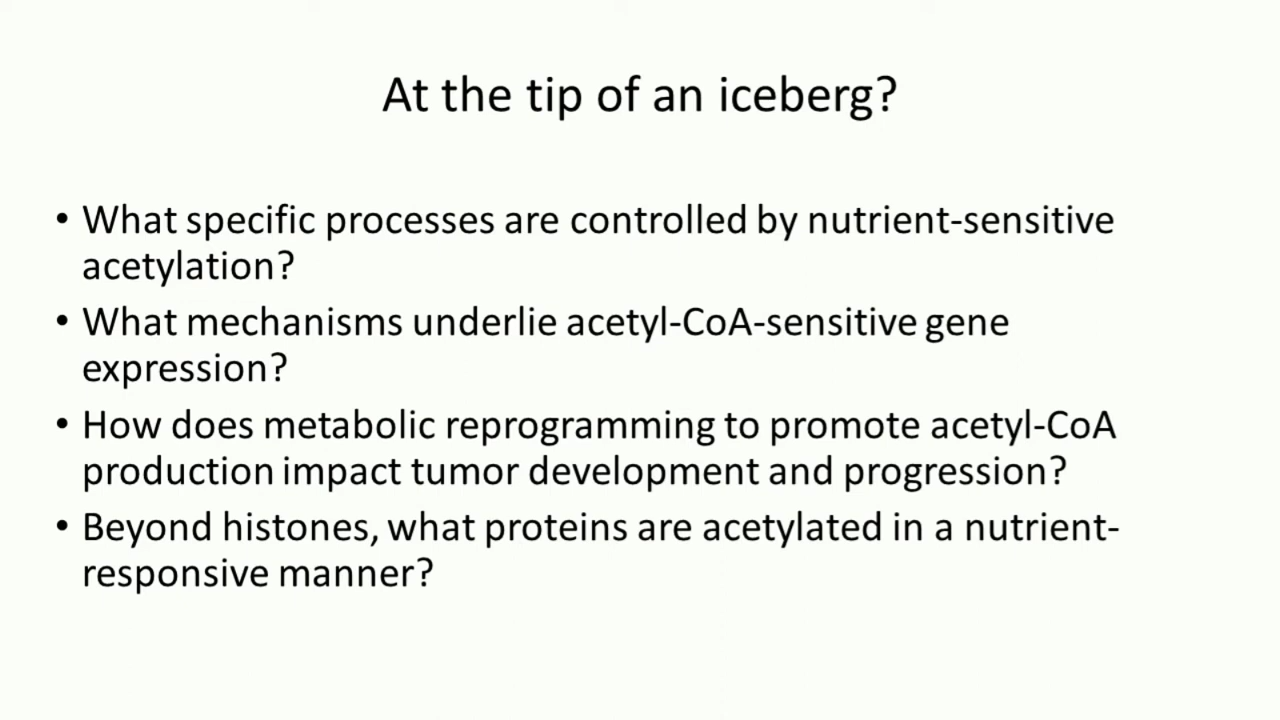 At the tip of an iceberg?
• What specific processes are controlled by nutrient-sensitive
acetylation?
• What mechanisms underlie acetyl-CoA-sensitive gene
expression?
• How does metabolic reprogramming to promote acetyl-CoA
production impact tumor development and progression?
• Beyond histones, what proteins are acetylated in a nutrient-
responsive manner?